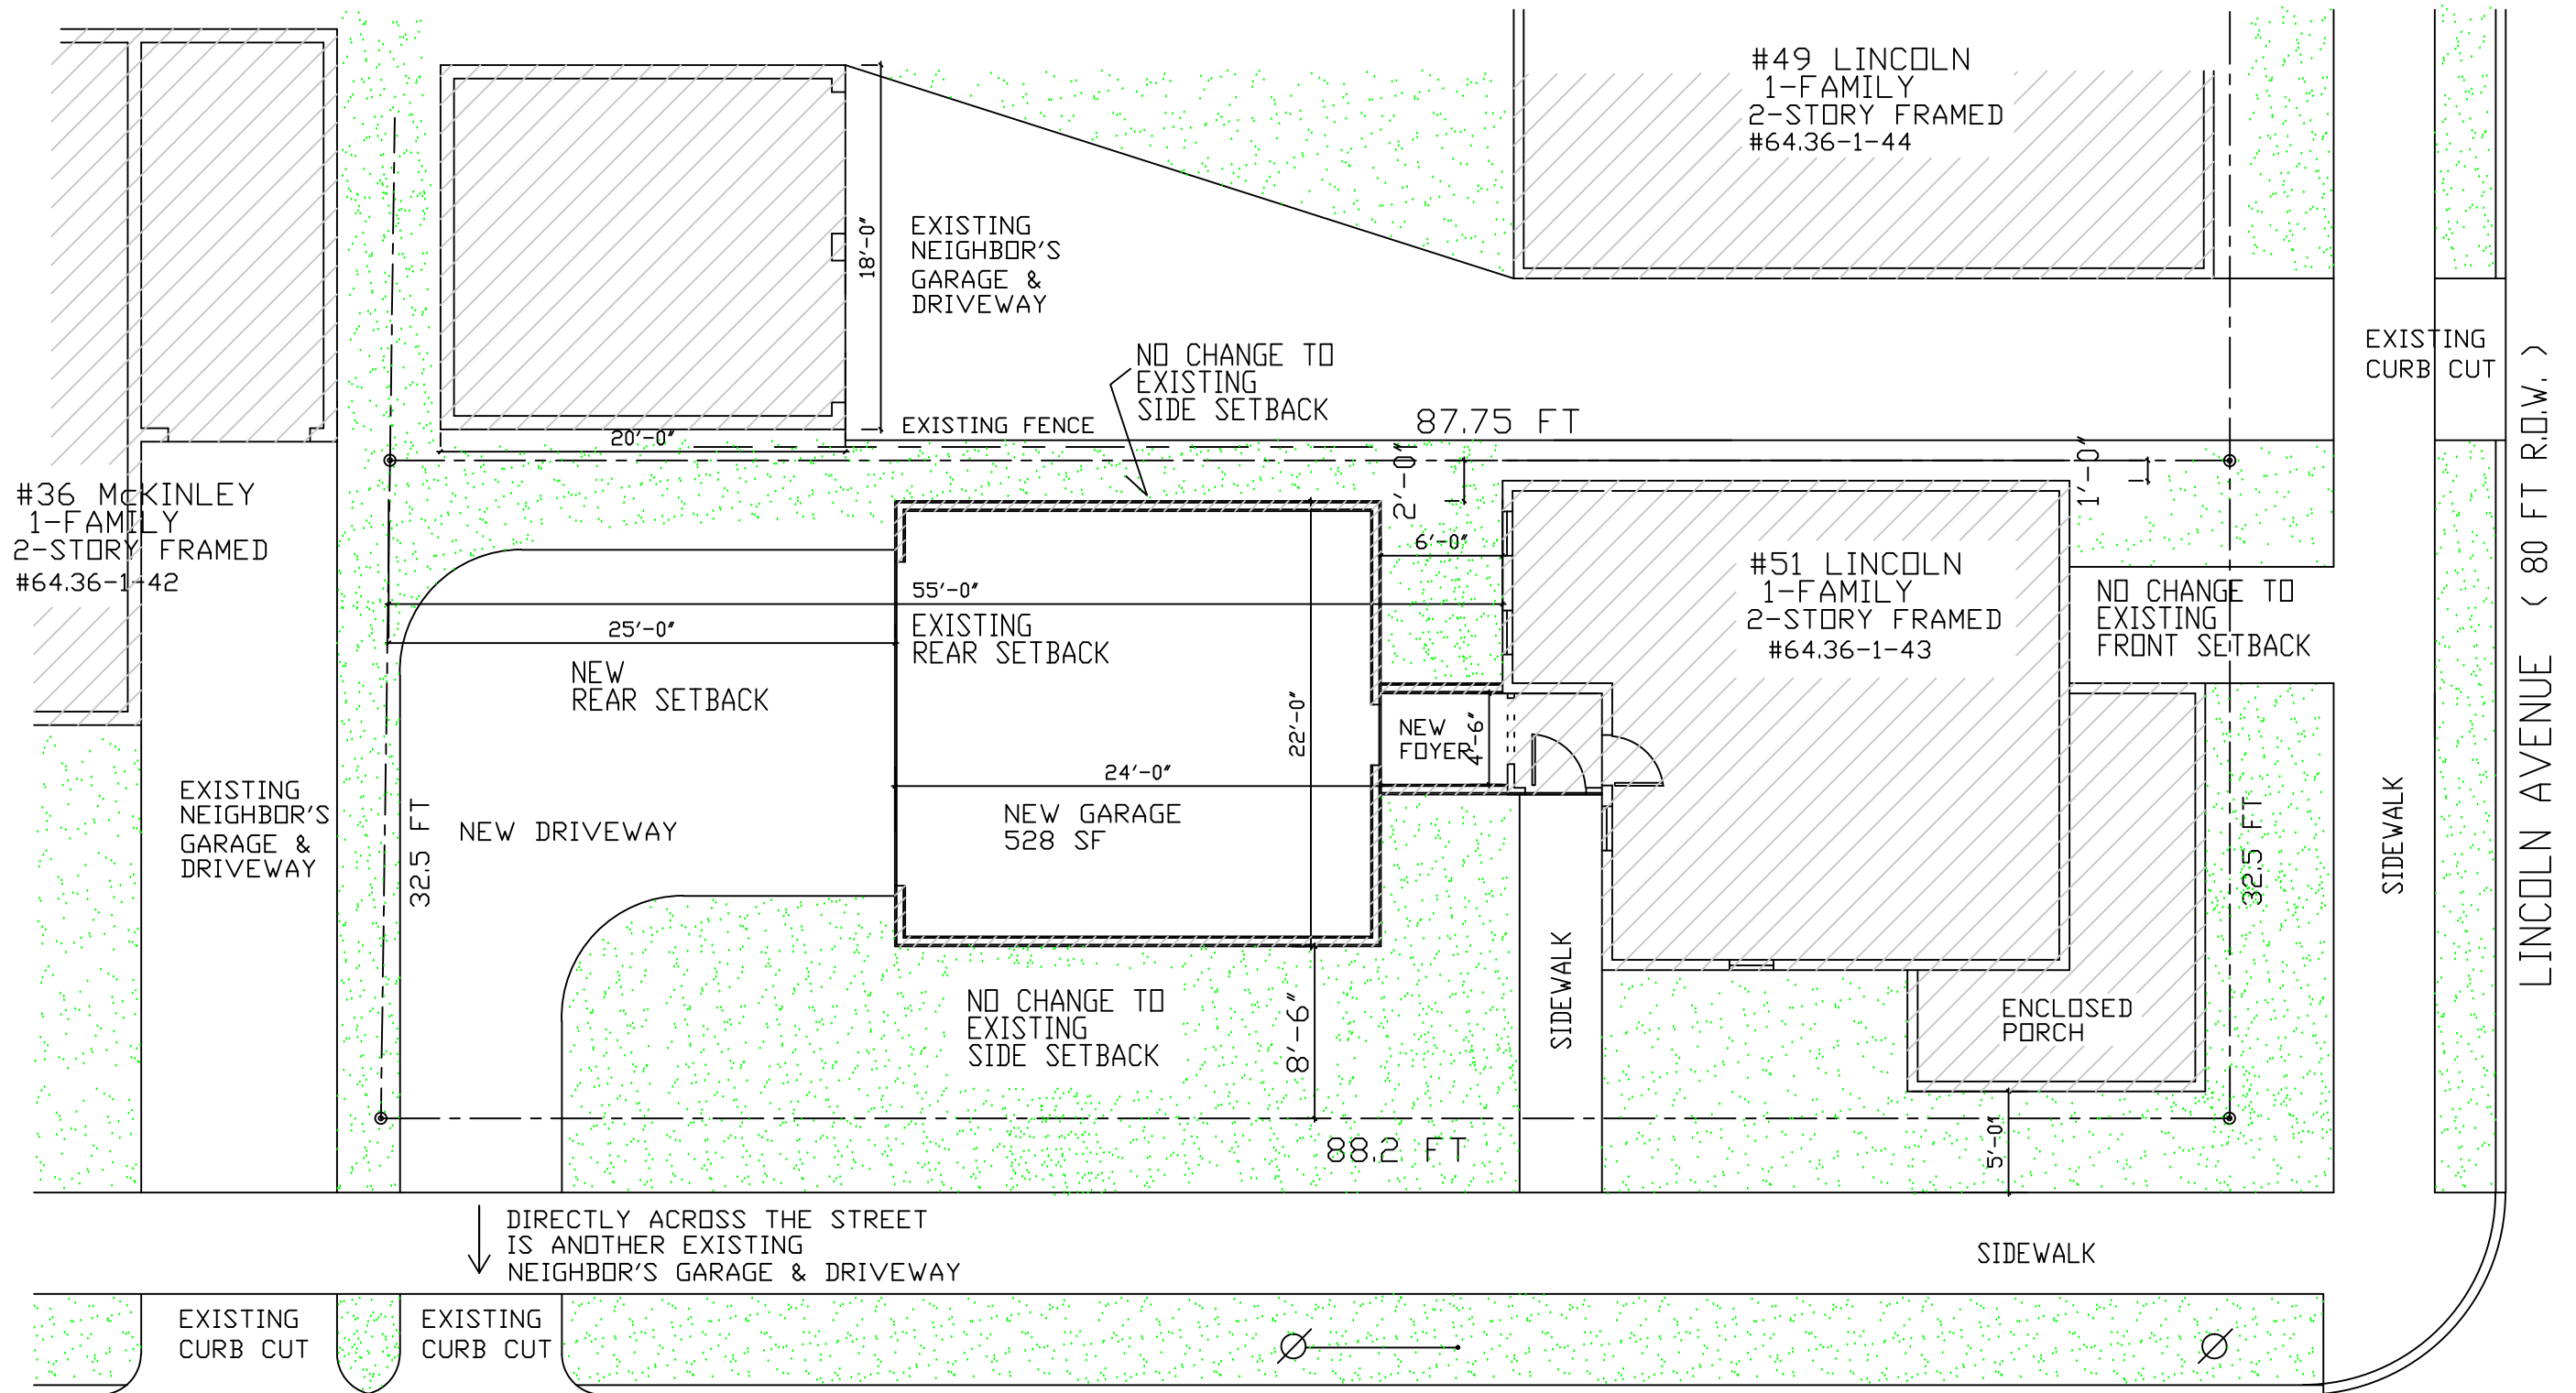 #49 LINCOLN
1-FAMILY
2-STORY FRAMED
#64.36-1-44
18'-0"
EXISTING
NEIGHBOR'S
GARAGE &
DRIVEWAY
EXISTING
CURB CUT
NO CHANGE TO
EXISTING
SIDE SETBACK
EXISTING FENCE
87.75 FT
20'-0"
2'-0"
1'-0"
LINCOLN AVENUE ( 80 FT R.O.W. )
#36 McKINLEY
1-FAMILY
2-STORY FRAMED
#64.36-1-42
6'-0"
#51 LINCOLN
1-FAMILY
2-STORY FRAMED
#64.36-1-43
NO CHANGE TO
EXISTING
FRONT SETBACK
55'-0"
EXISTING
REAR SETBACK
25'-0"
NEW
REAR SETBACK
22'-0"
NEW
FOYER
4'-6"
24'-0"
NEW GARAGE
528 SF
EXISTING
NEIGHBOR'S
GARAGE &
DRIVEWAY
32.5 FT
NEW DRIVEWAY
32.5 FT
SIDEWALK
NO CHANGE TO
EXISTING
SIDE SETBACK
8'-6"
SIDEWALK
ENCLOSED
PORCH
88.2 FT
5'-0"
DIRECTLY ACROSS THE STREET
IS ANOTHER EXISTING
NEIGHBOR'S GARAGE & DRIVEWAY
SIDEWALK
EXISTING
CURB CUT
EXISTING
CURB CUT